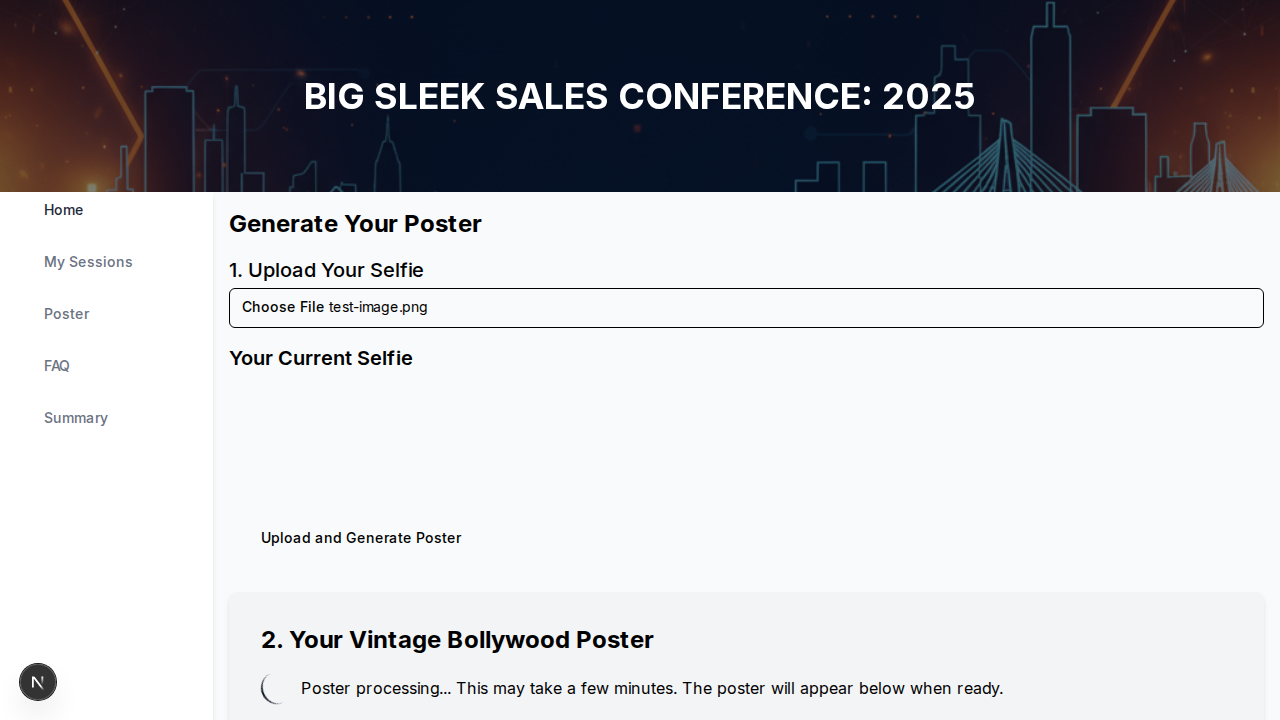 BIG SLEEK SALES CONFERENCE: 2025
Home
My Sessions
Poster
FAQ
Summary
Generate Your Poster
1. Upload Your Selfie
Choose File test-image.png
Your Current Selfie
Upload and Generate Poster
2. Your Vintage Bollywood Poster
Poster processing... This may take a few minutes. The poster will appear below when ready.
N